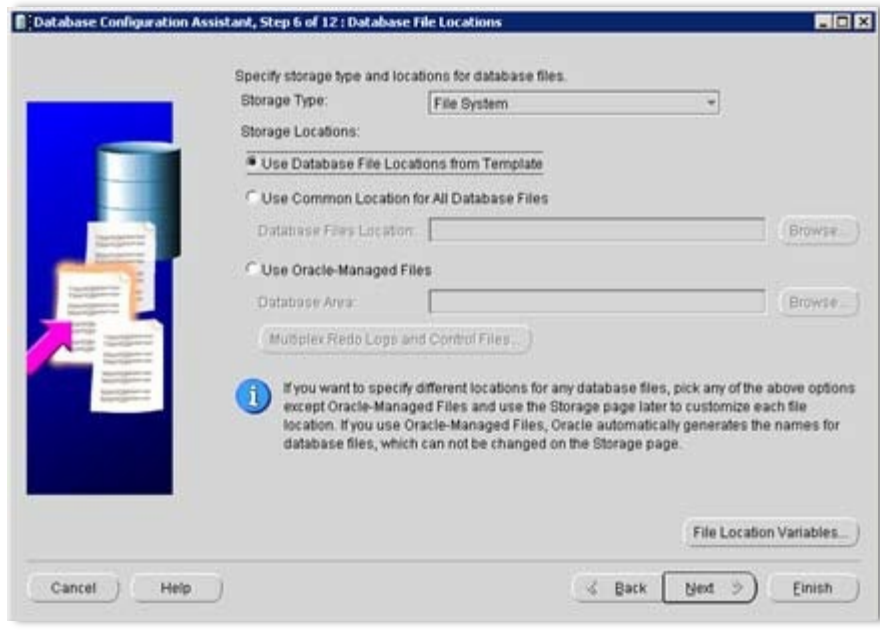 Database Configuration Assistant, Step 6 of 12 : Database File Locations
Specify storage type and locations for database files.
Storage Type:
File System
Storage Locations:
Use Database File Locations from Template
Use Common Location for All Database Files
Database Files Location:
Browse...
Use Oracle-Managed Files
Database Area:
Browse...
Multiplex Redo Logs and Control Files...
If you want to specify different locations for any database files, pick any of the above options
except Oracle-Managed Files and use the Storage page later to customize each file
location. If you use Oracle-Managed Files, Oracle automatically generates the names for
database files, which can not be changed on the Storage page.
File Location Variables...
Cancel
Help
Back
Next
Finish